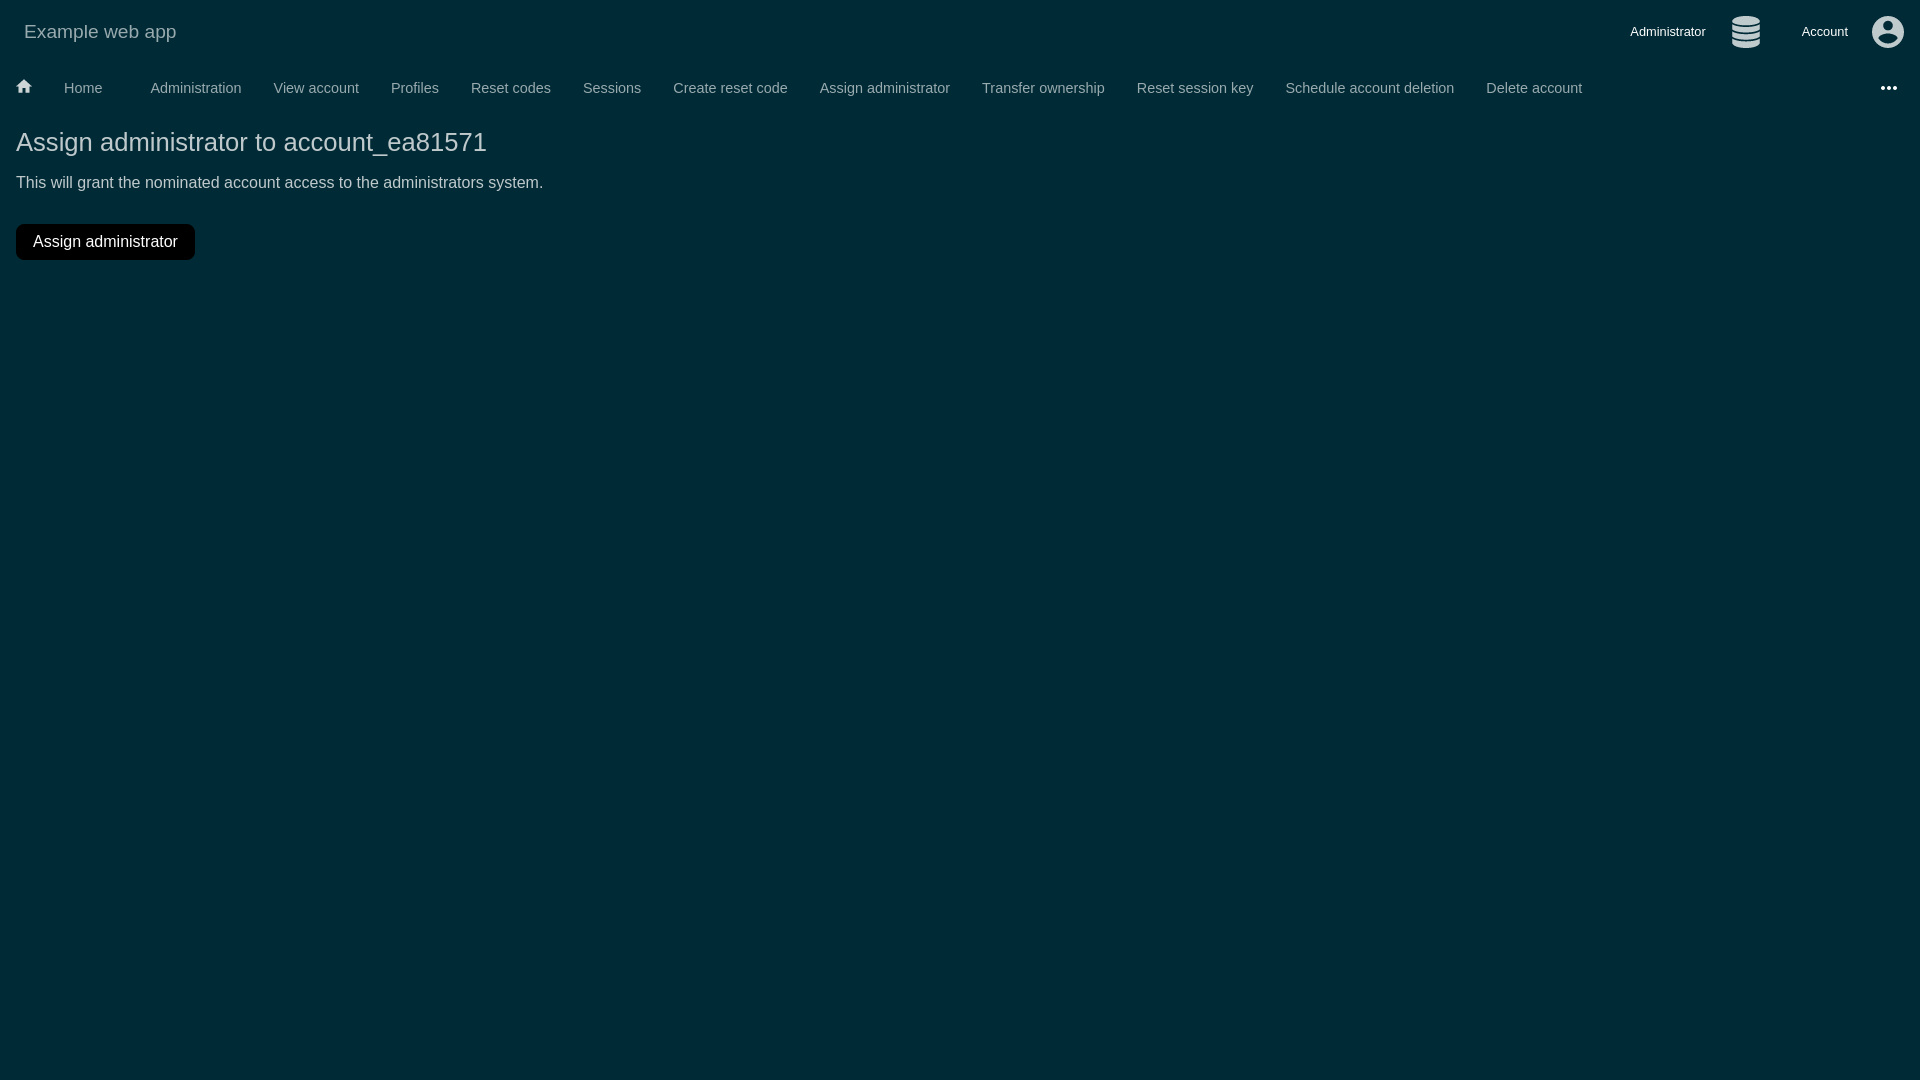 Example web app
Administrator
Account
Home
Administration
View account
Profiles
Reset codes
Sessions
Create reset code
Assign administrator
Transfer ownership
Reset session key
Schedule account deletion
Delete account
Assign administrator to account_ea81571
This will grant the nominated account access to the administrators system.
Assign administrator